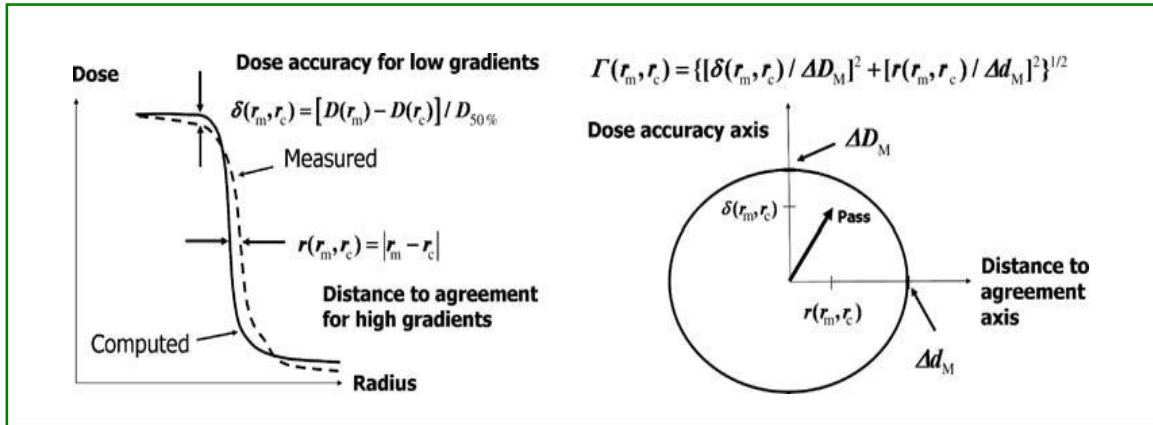 Dose
Dose accuracy for low gradients
δ(r_m,r_c) = [D(r_m) − D(r_c)] / D_50%
Measured
r(r_m,r_c) = |r_m − r_c|
Distance to agreement
for high gradients
Computed
Radius
Γ(r_m,r_c) = {[δ(r_m,r_c) / ΔD_M]² + [r(r_m,r_c) / Δd_M]²}^1/2
Dose accuracy axis
ΔD_M
δ(r_m,r_c)
Pass
Distance to
agreement
axis
r(r_m,r_c)
Δd_M